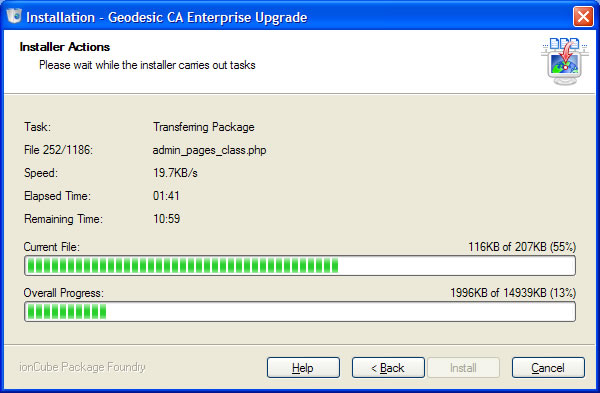 Installation - Geodesic CA Enterprise Upgrade
Installer Actions
Please wait while the installer carries out tasks
Task: Transferring Package
File 252/1186: admin_pages_class.php
Speed: 19.7KB/s
Elapsed Time: 01:41
Remaining Time: 10:59
Current File: 116KB of 207KB (55%)
Overall Progress: 1996KB of 14939KB (13%)
ionCube Package Foundry
Help < Back Install Cancel